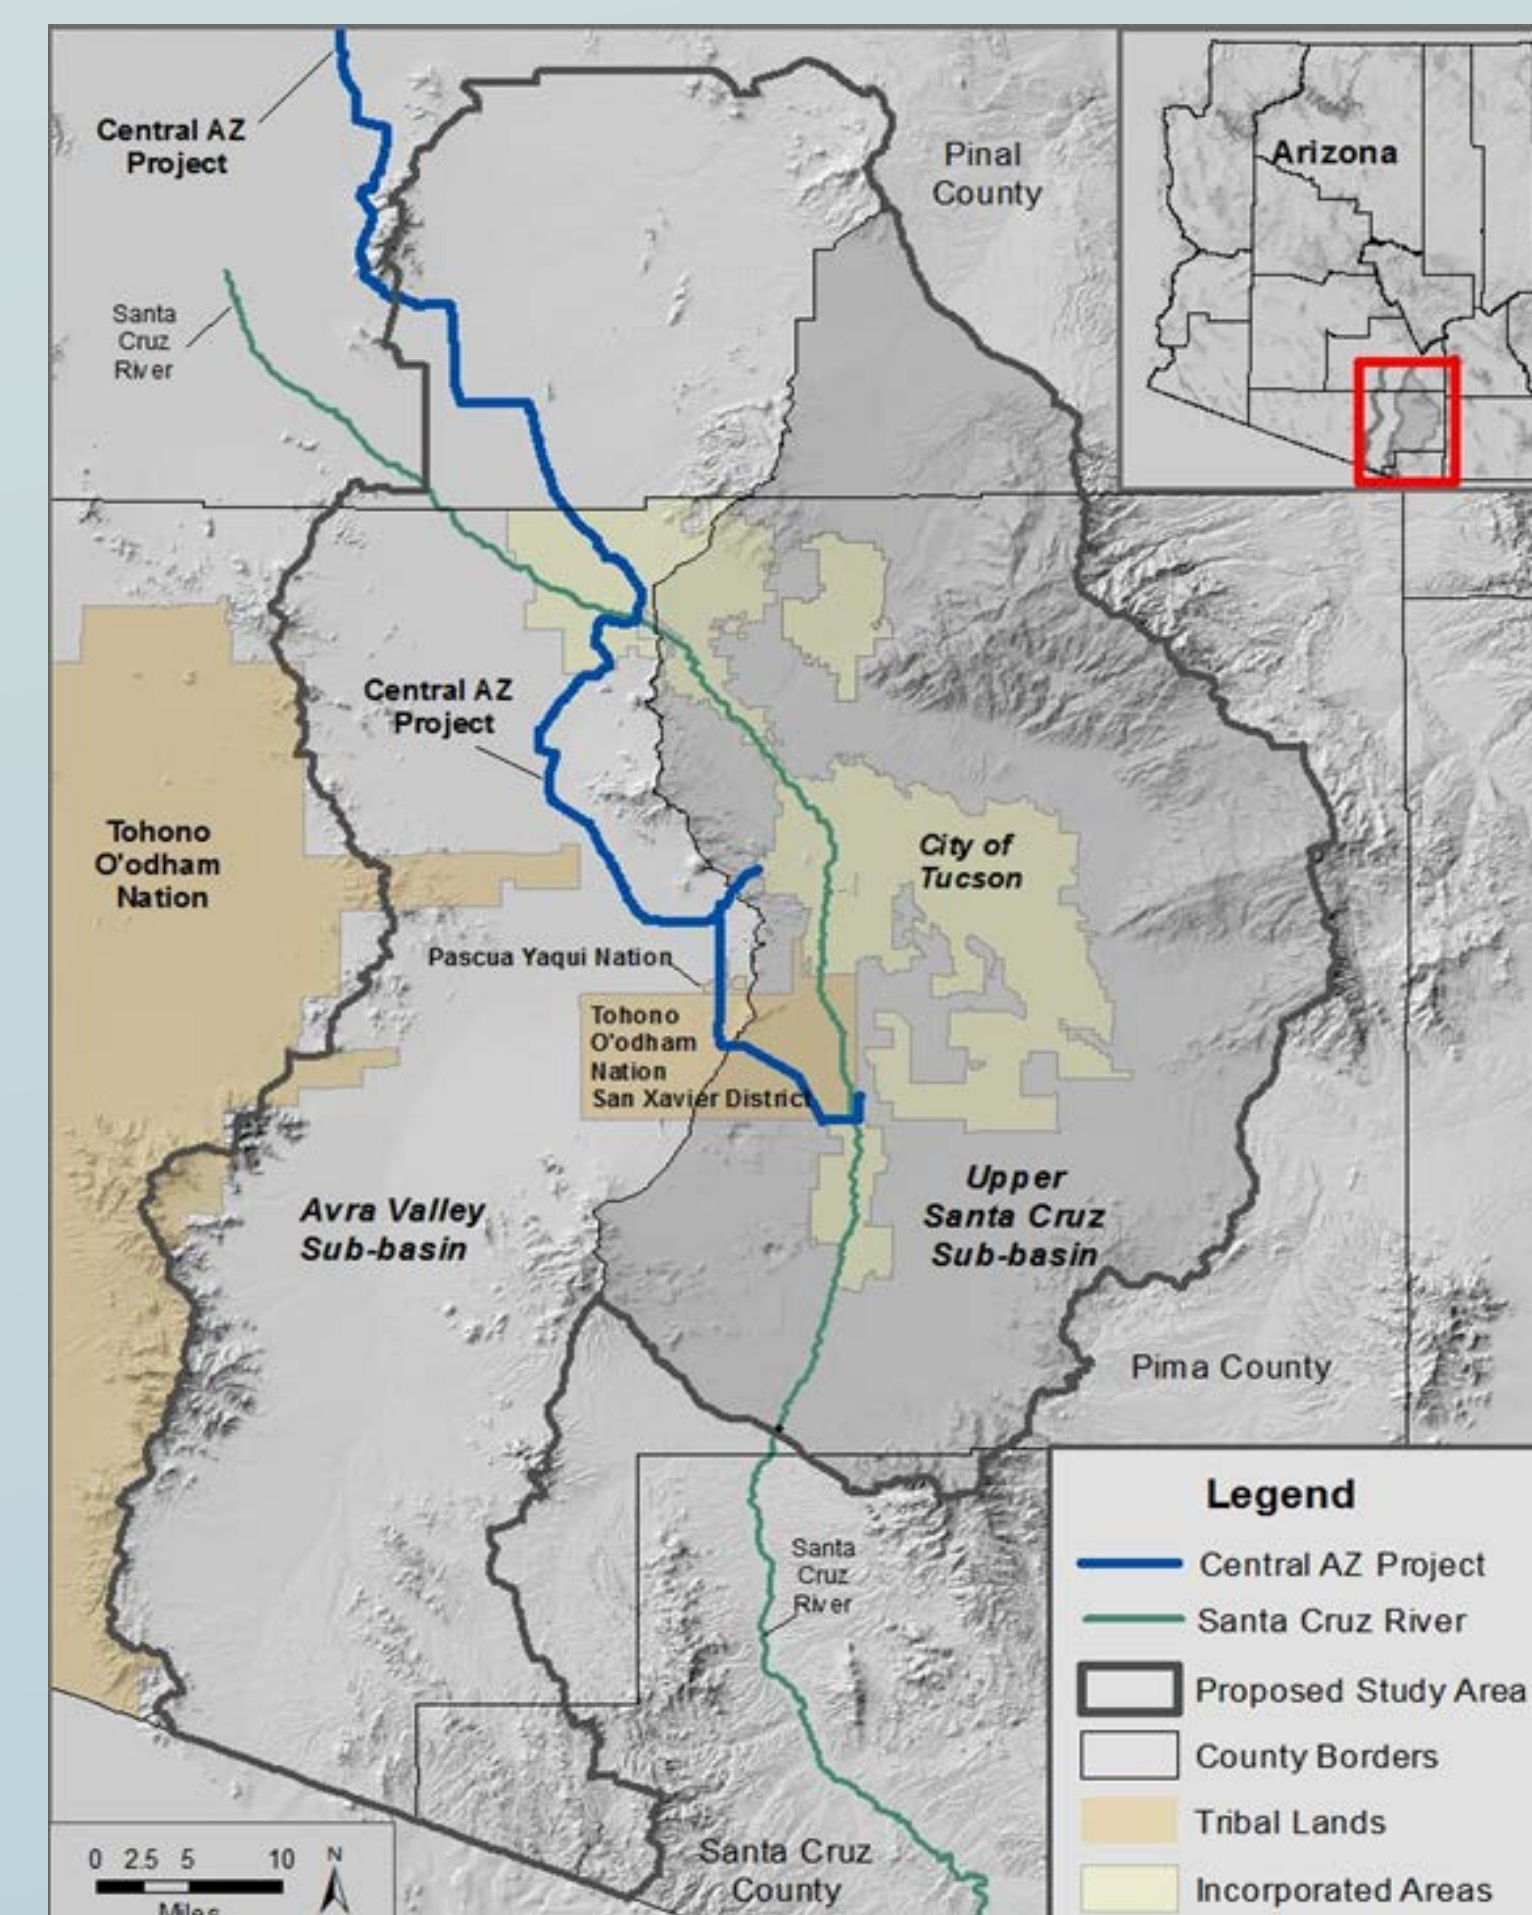 Central AZ
Project
Pinal
County
Arizona
Santa
Cruz
River
Central AZ
Project
Tohono
O'odham
Nation
City of
Tucson
Pascua Yaqui Nation
Tohono
O'odham
Nation
San Xavier District
Avra Valley
Sub-basin
Upper
Santa Cruz
Sub-basin
Pima County
Santa
Cruz
River
Santa Cruz
County
0 2.5 5 10
N
Miles
Legend
Central AZ Project
Santa Cruz River
Proposed Study Area
County Borders
Tribal Lands
Incorporated Areas